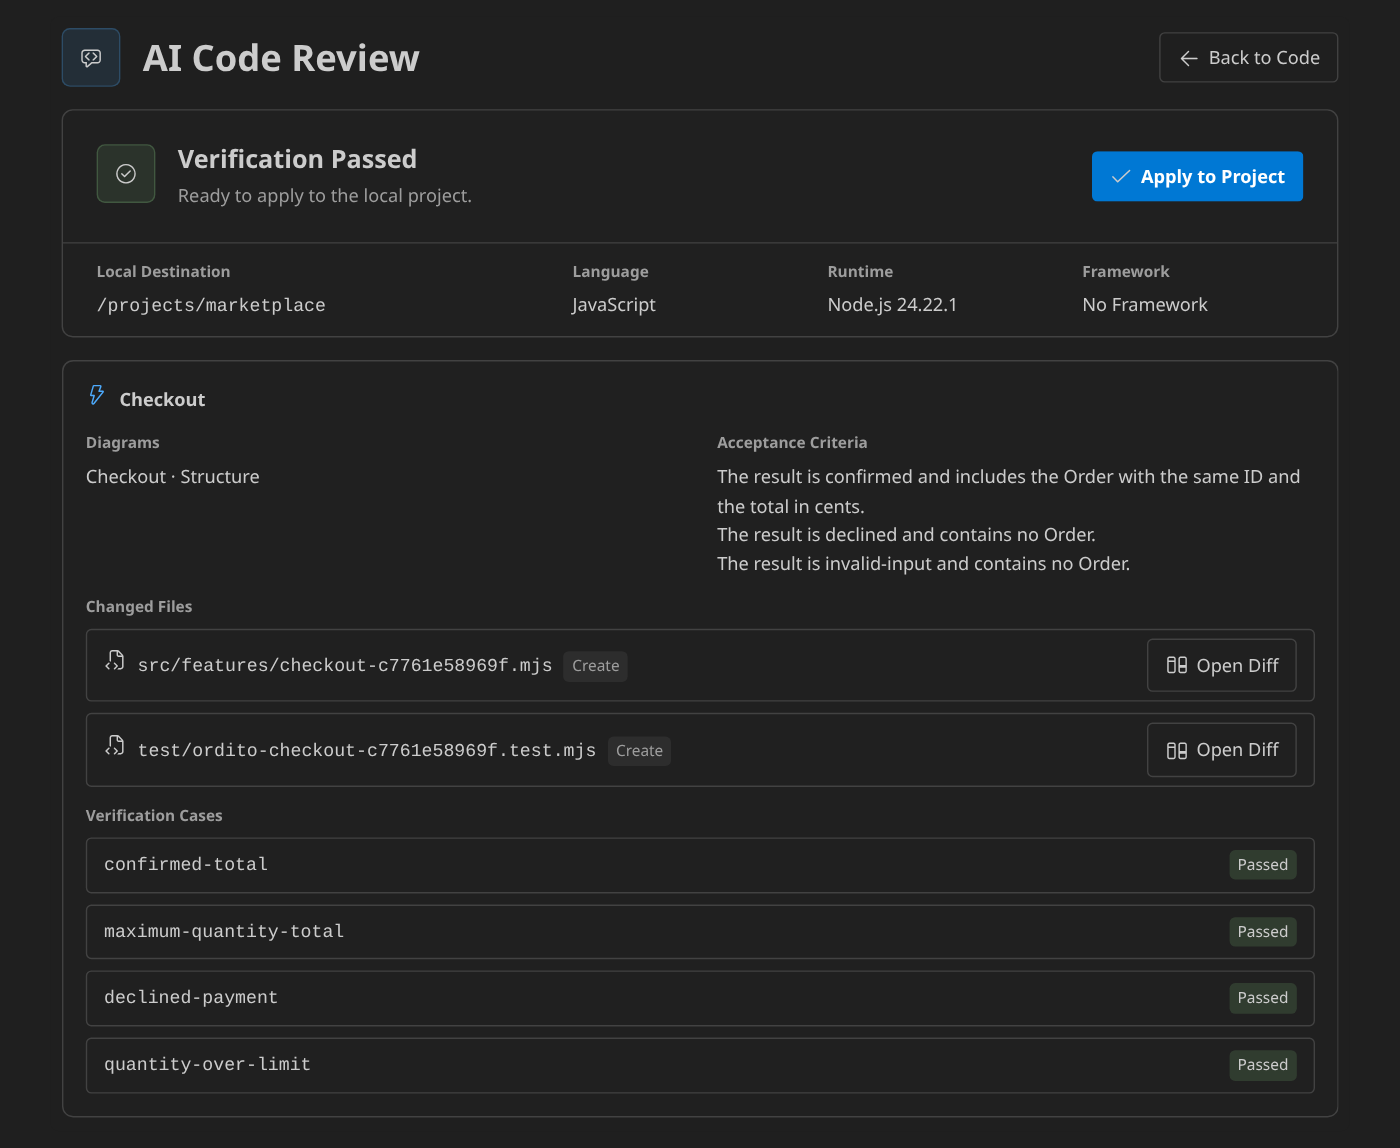 AI Code Review
Back to Code
Verification Passed
Ready to apply to the local project.
Apply to Project
Local Destination
/projects/marketplace
Language
JavaScript
Runtime
Node.js 24.22.1
Framework
No Framework
Checkout
Diagrams
Checkout · Structure
Acceptance Criteria
The result is confirmed and includes the Order with the same ID and
the total in cents.
The result is declined and contains no Order.
The result is invalid-input and contains no Order.
Changed Files
src/features/checkout-c7761e58969f.mjs Create
Open Diff
test/ordito-checkout-c7761e58969f.test.mjs Create
Open Diff
Verification Cases
confirmed-total Passed
maximum-quantity-total Passed
declined-payment Passed
quantity-over-limit Passed